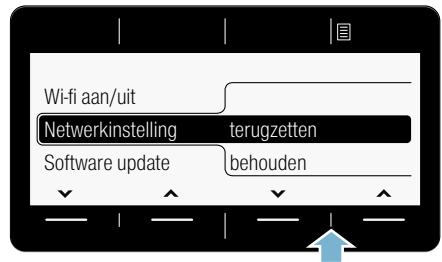 Wi-fi aan/uit
Netwerkinstelling terugzetten
Software update behouden